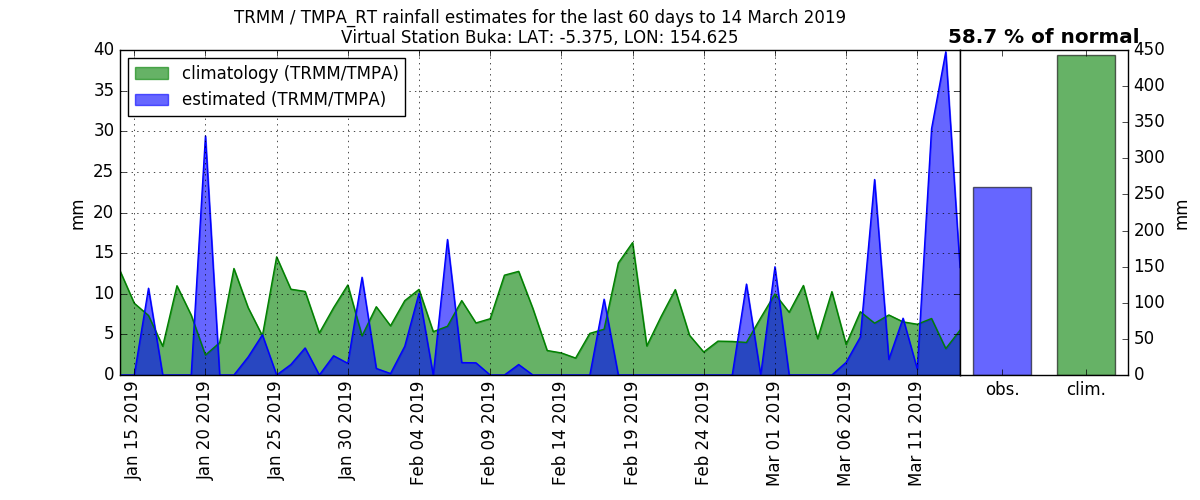 TRMM / TMPA_RT rainfall estimates for the last 60 days to 14 March 2019
Virtual Station Buka: LAT: -5.375, LON: 154.625
58.7 % of normal
climatology (TRMM/TMPA)
estimated (TRMM/TMPA)
40
35
30
25
20
15
10
5
0
mm
450
400
350
300
250
200
150
100
50
0
mm
Jan 15 2019
Jan 20 2019
Jan 25 2019
Jan 30 2019
Feb 04 2019
Feb 09 2019
Feb 14 2019
Feb 19 2019
Feb 24 2019
Mar 01 2019
Mar 06 2019
Mar 11 2019
obs.
clim.